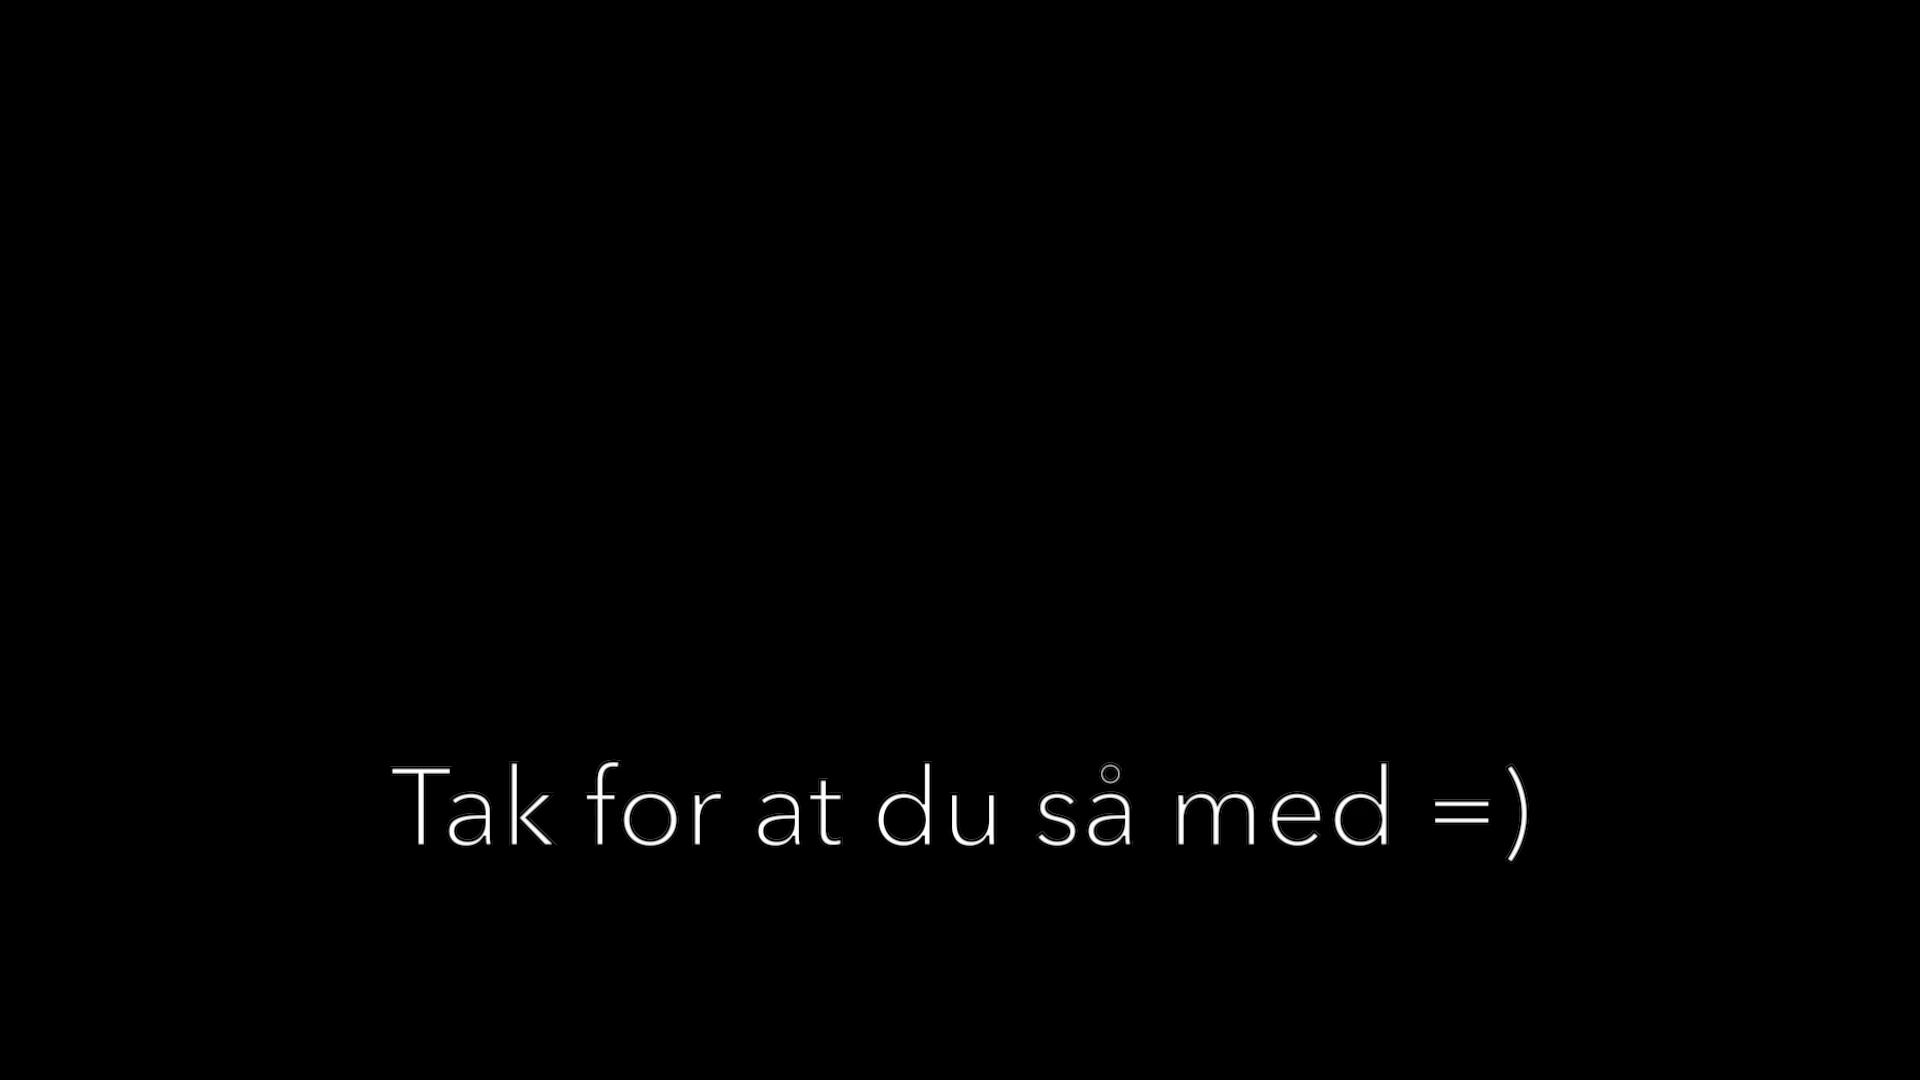 Tak for at du så med =)